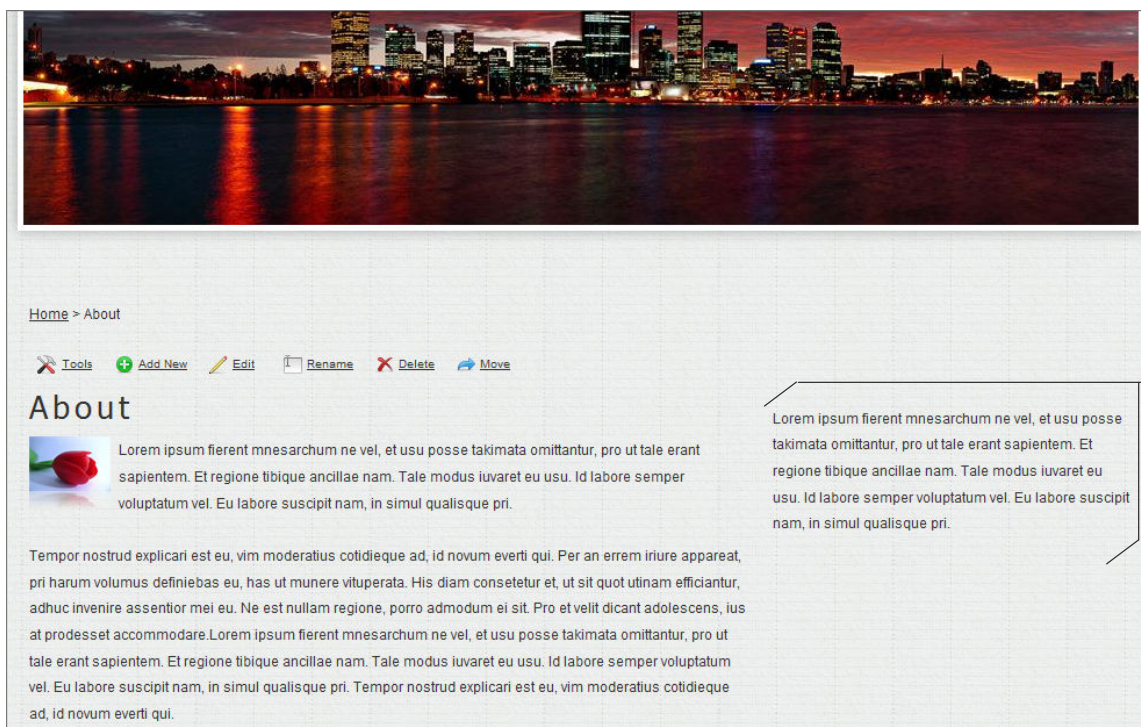 Home > About
Tools Add New Edit Rename Delete Move
About
Lorem ipsum fierent mnesarchum ne vel, et usu posse takimata omittantur, pro ut tale erant
sapientem. Et regione tibique ancillae nam. Tale modus iuvaret eu usu. Id labore semper
voluptatum vel. Eu labore suscipit nam, in simul qualisque pri.
Tempor nostrud explicari est eu, vim moderatius cotidieque ad, id novum everti qui. Per an errem iriure appareat,
pri harum volumus definiebas eu, has ut munere vituperata. His diam consetetur et, ut sit quot utinam efficiantur,
adhuc invenire assentior mei eu. Ne est nullam regione, porro admodum ei sit. Pro et velit dicant adolescens, ius
at prodesset accommodare.Lorem ipsum fierent mnesarchum ne vel, et usu posse takimata omittantur, pro ut
tale erant sapientem. Et regione tibique ancillae nam. Tale modus iuvaret eu usu. Id labore semper voluptatum
vel. Eu labore suscipit nam, in simul qualisque pri. Tempor nostrud explicari est eu, vim moderatius cotidieque
ad, id novum everti qui.
Lorem ipsum fierent mnesarchum ne vel, et usu posse
takimata omittantur, pro ut tale erant sapientem. Et
regione tibique ancillae nam. Tale modus iuvaret eu
usu. Id labore semper voluptatum vel. Eu labore suscipit
nam, in simul qualisque pri.